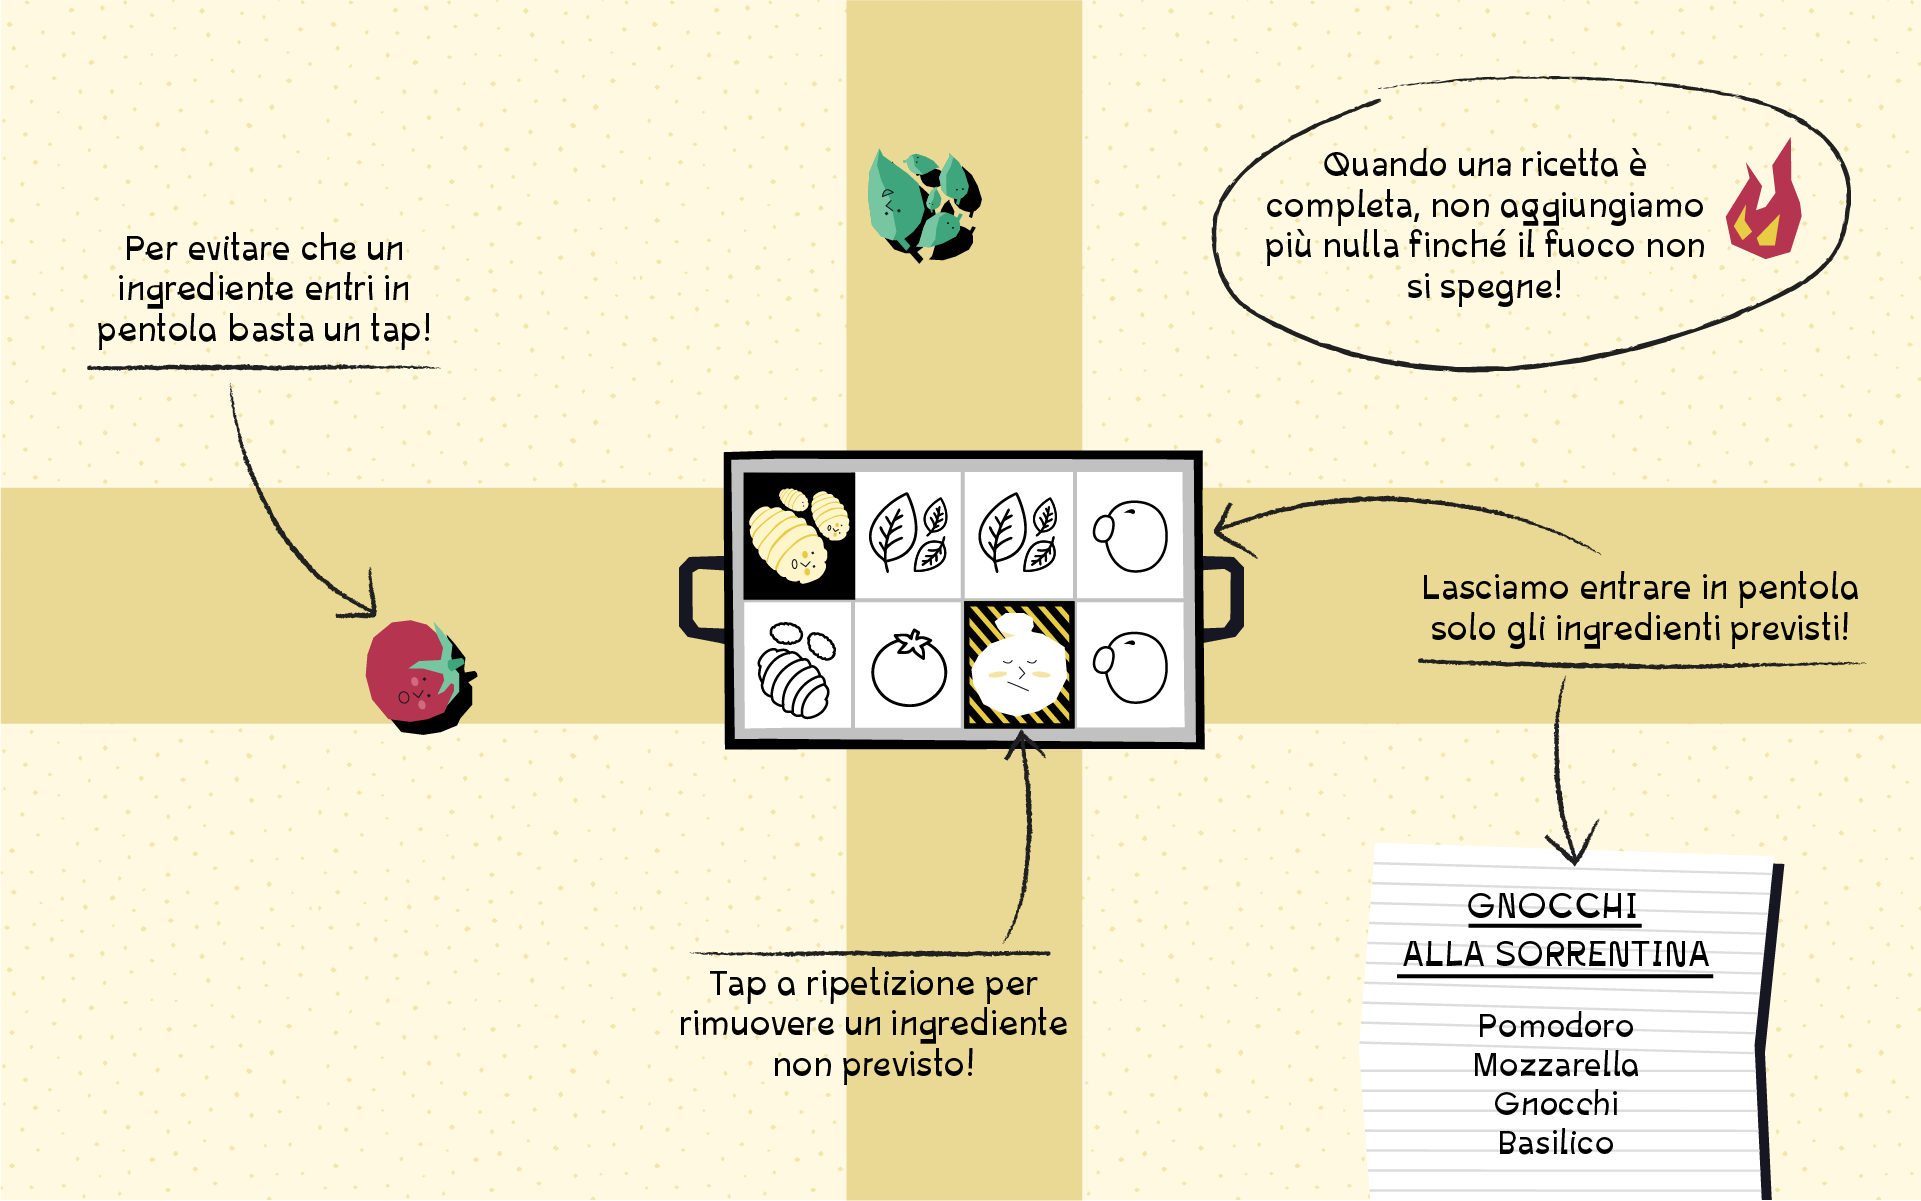 Per evitare che un
ingrediente entri in
pentola basta un tap!
Quando una ricetta è
completa, non aggiungiamo
più nulla finché il fuoco non
si spegne!
Lasciamo entrare in pentola
solo gli ingredienti previsti!
Tap a ripetizione per
rimuovere un ingrediente
non previsto!
GNOCCHI
ALLA SORRENTINA
Pomodoro
Mozzarella
Gnocchi
Basilico